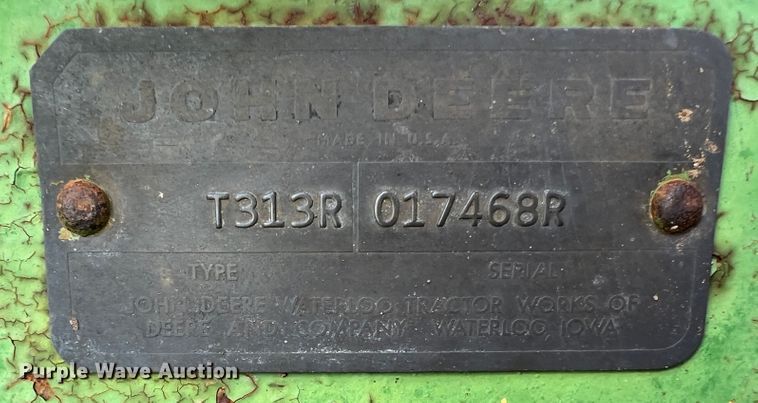 JOHN DEERE
MADE IN U.S.A.
T313R 017468R
TYPE SERIAL
JOHN DEERE WATERLOO TRACTOR WORKS OF
DEERE AND COMPANY WATERLOO IOWA
Purple Wave Auction